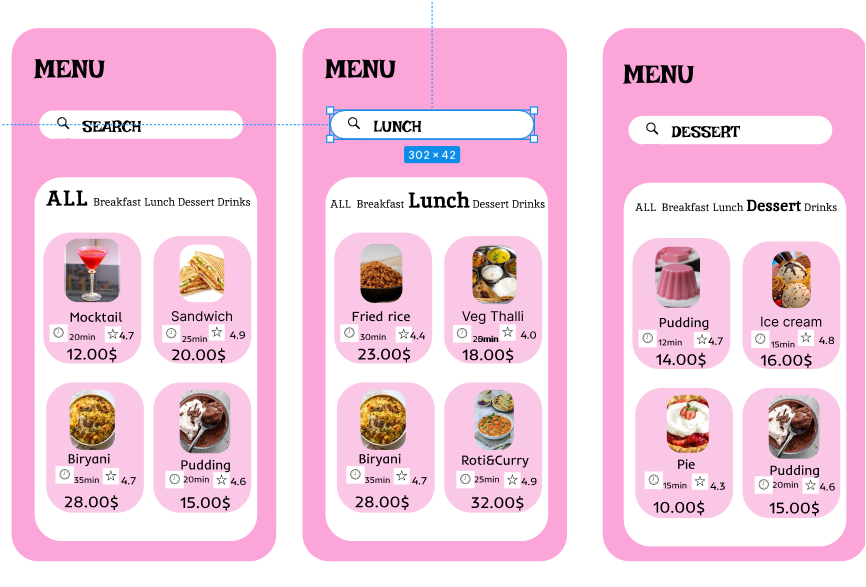 MENU
SEARCH
ALL Breakfast Lunch Dessert Drinks
Mocktail
20min 4.7
12.00$
Sandwich
25min 4.9
20.00$
Biryani
35min 4.7
28.00$
Pudding
20min 4.6
15.00$
MENU
LUNCH
302 × 42
ALL Breakfast Lunch Dessert Drinks
Fried rice
30min 4.4
23.00$
Veg Thalli
4.0
18.00$
Biryani
35min 4.7
28.00$
Roti&Curry
25min 4.9
32.00$
MENU
DESSERT
ALL Breakfast Lunch Dessert Drinks
Pudding
12min 4.7
14.00$
Ice cream
15min 4.8
16.00$
Pie
15min 4.3
10.00$
Pudding
20min 4.6
15.00$